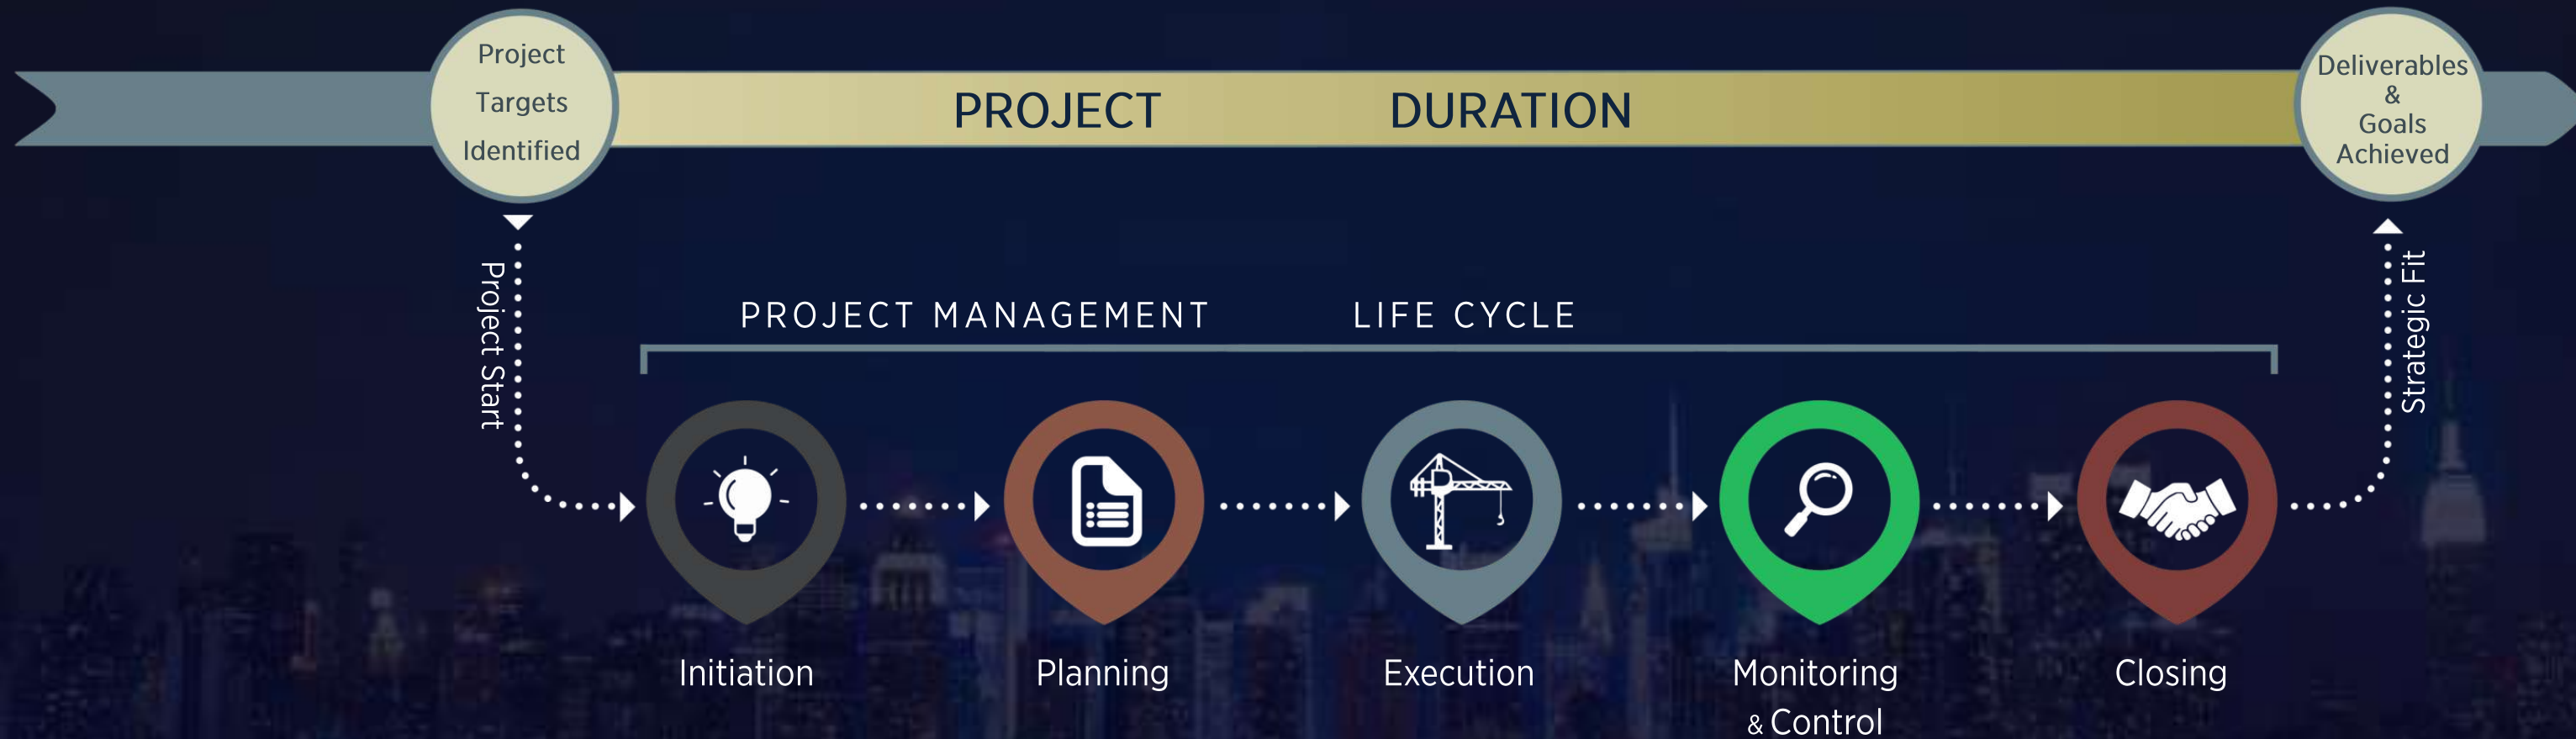 Project
Targets
Identified
PROJECT DURATION
Deliverables
&
Goals
Achieved
Project Start
Strategic Fit
PROJECT MANAGEMENT LIFE CYCLE
Initiation
Planning
Execution
Monitoring
& Control
Closing